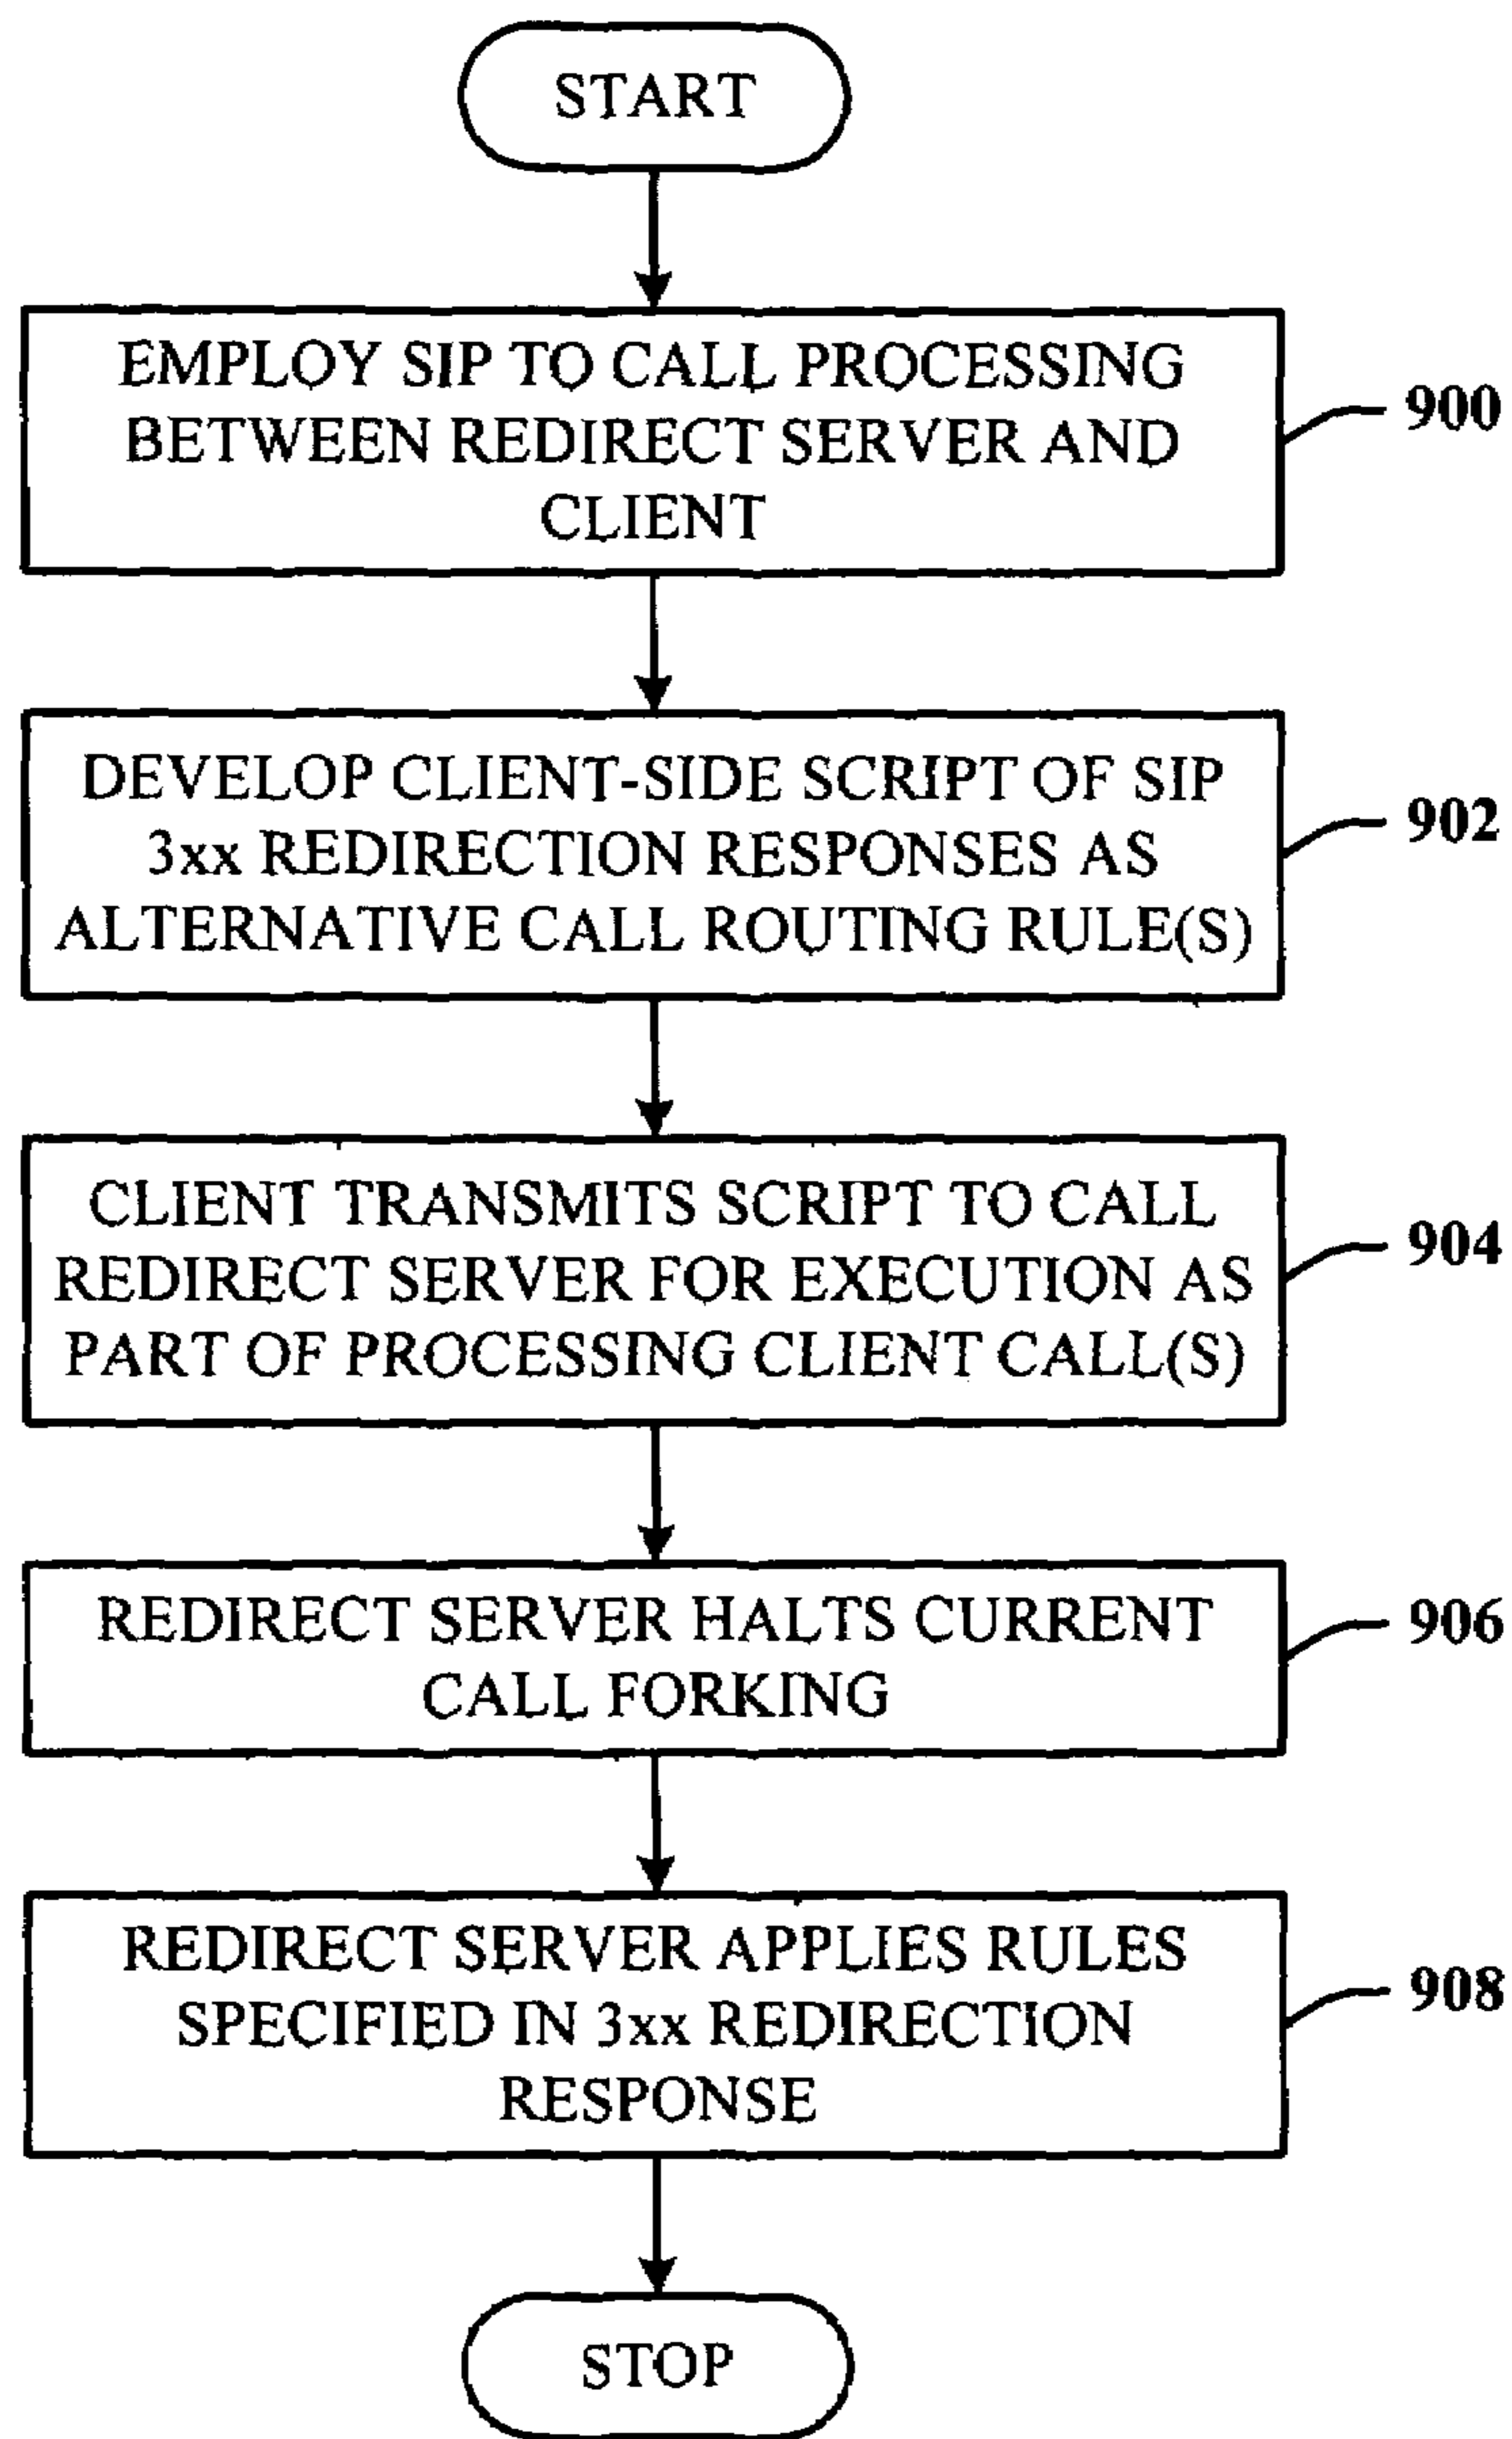 START
EMPLOY SIP TO CALL PROCESSING
BETWEEN REDIRECT SERVER AND
CLIENT
900
DEVELOP CLIENT-SIDE SCRIPT OF SIP
3xx REDIRECTION RESPONSES AS
ALTERNATIVE CALL ROUTING RULE(S)
902
CLIENT TRANSMITS SCRIPT TO CALL
REDIRECT SERVER FOR EXECUTION AS
PART OF PROCESSING CLIENT CALL(S)
904
REDIRECT SERVER HALTS CURRENT
CALL FORKING
906
REDIRECT SERVER APPLIES RULES
SPECIFIED IN 3xx REDIRECTION
RESPONSE
908
STOP